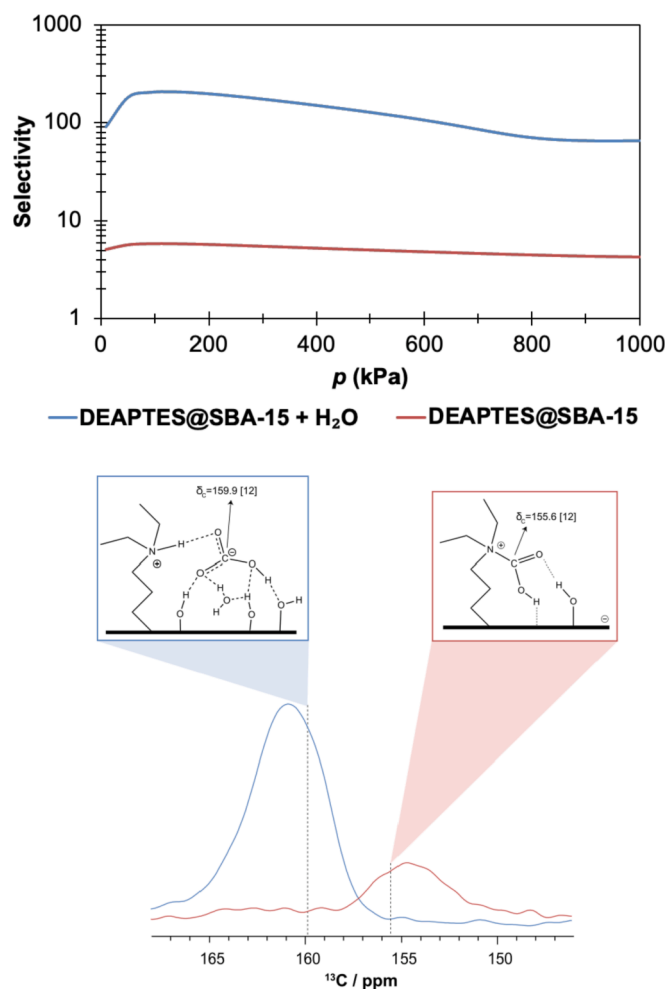 1000
100
10
1
Selectivity
0 200 400 600 800 1000
p (kPa)
DEAPTES@SBA-15 + H₂O DEAPTES@SBA-15
δC=159.9 [12]
N H O
⊕
C ⊖
O O H
H H O H
O H O H O
H
δC=155.6 [12]
⊕
N C O
O H
H O
⊖
165 160 155 150
¹³C / ppm